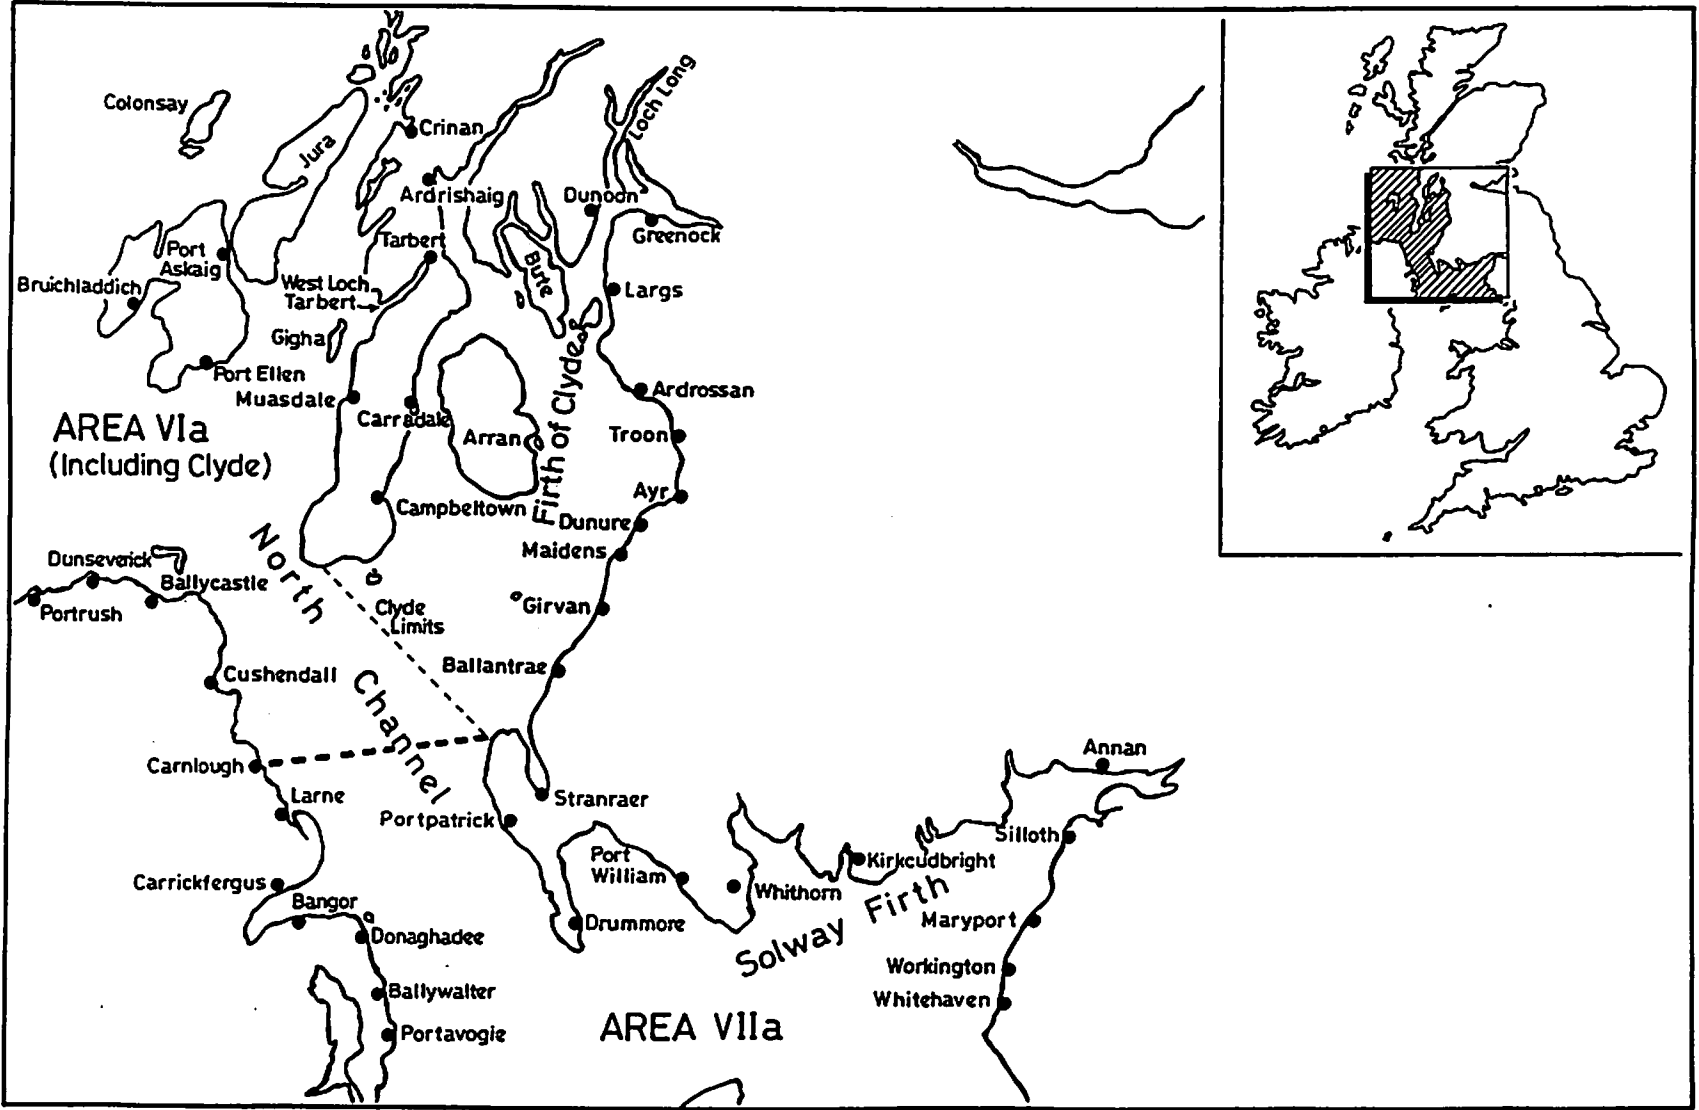 Colonsay
Jura
Crinan
Loch Long
Ardrishaig
Dunoon
Greenock
Tarbert
Port
Askaig
Bute
Bruichladdich
West Loch
Tarbert
Largs
Gigha
Port Ellen
Muasdale
Carradale
Ardrossan
Firth of Clyde
Arran
Troon
AREA VIa
(Including Clyde)
Ayr
Campbeltown
Dunure
Maidens
North
Channel
Dunseverick
Ballycastle
Portrush
Clyde
Limits
Girvan
Ballantrae
Cushendall
Carnlough
Larne
Stranraer
Portpatrick
Annan
Silloth
Port
William
Kirkcudbright
Whithorn
Carrickfergus
Bangor
Donaghadee
Drummore
Solway Firth
Maryport
Workington
Whitehaven
Ballywalter
Portavogie
AREA VIIa